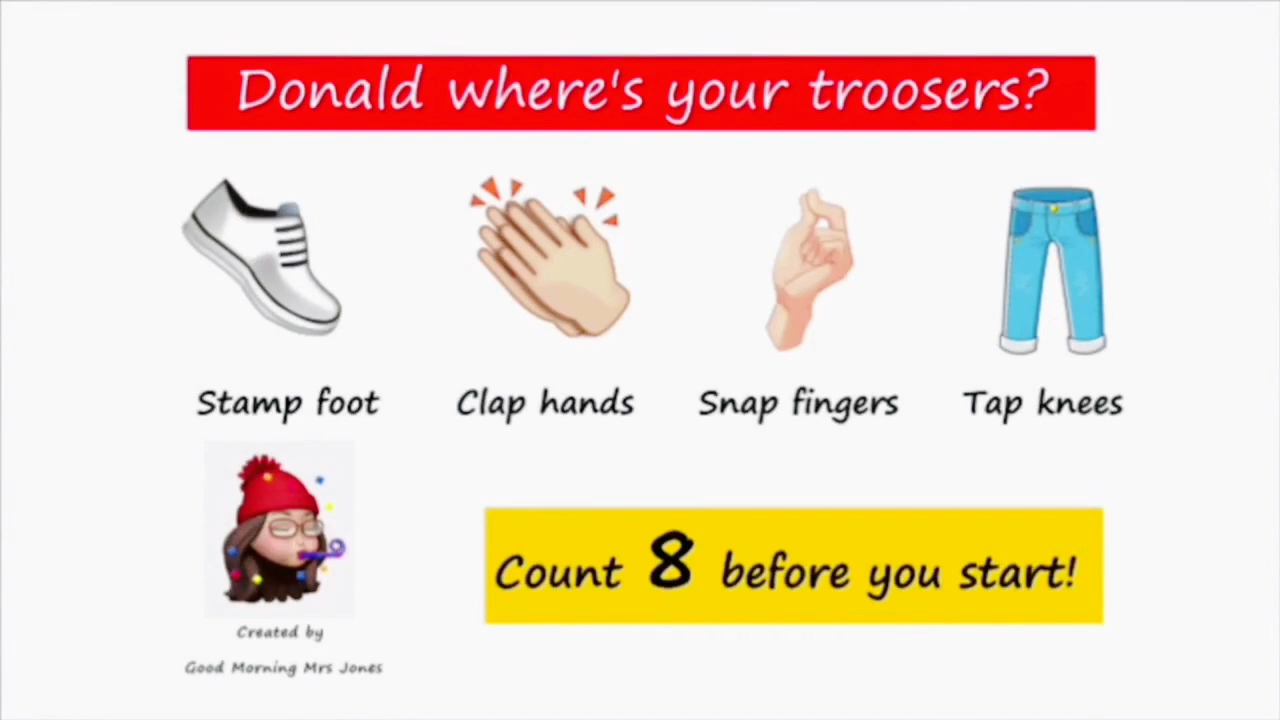 Donald where's your troosers?
Stamp foot
Clap hands
Snap fingers
Tap knees
Count 8 before you start!
Created by
Good Morning Mrs Jones